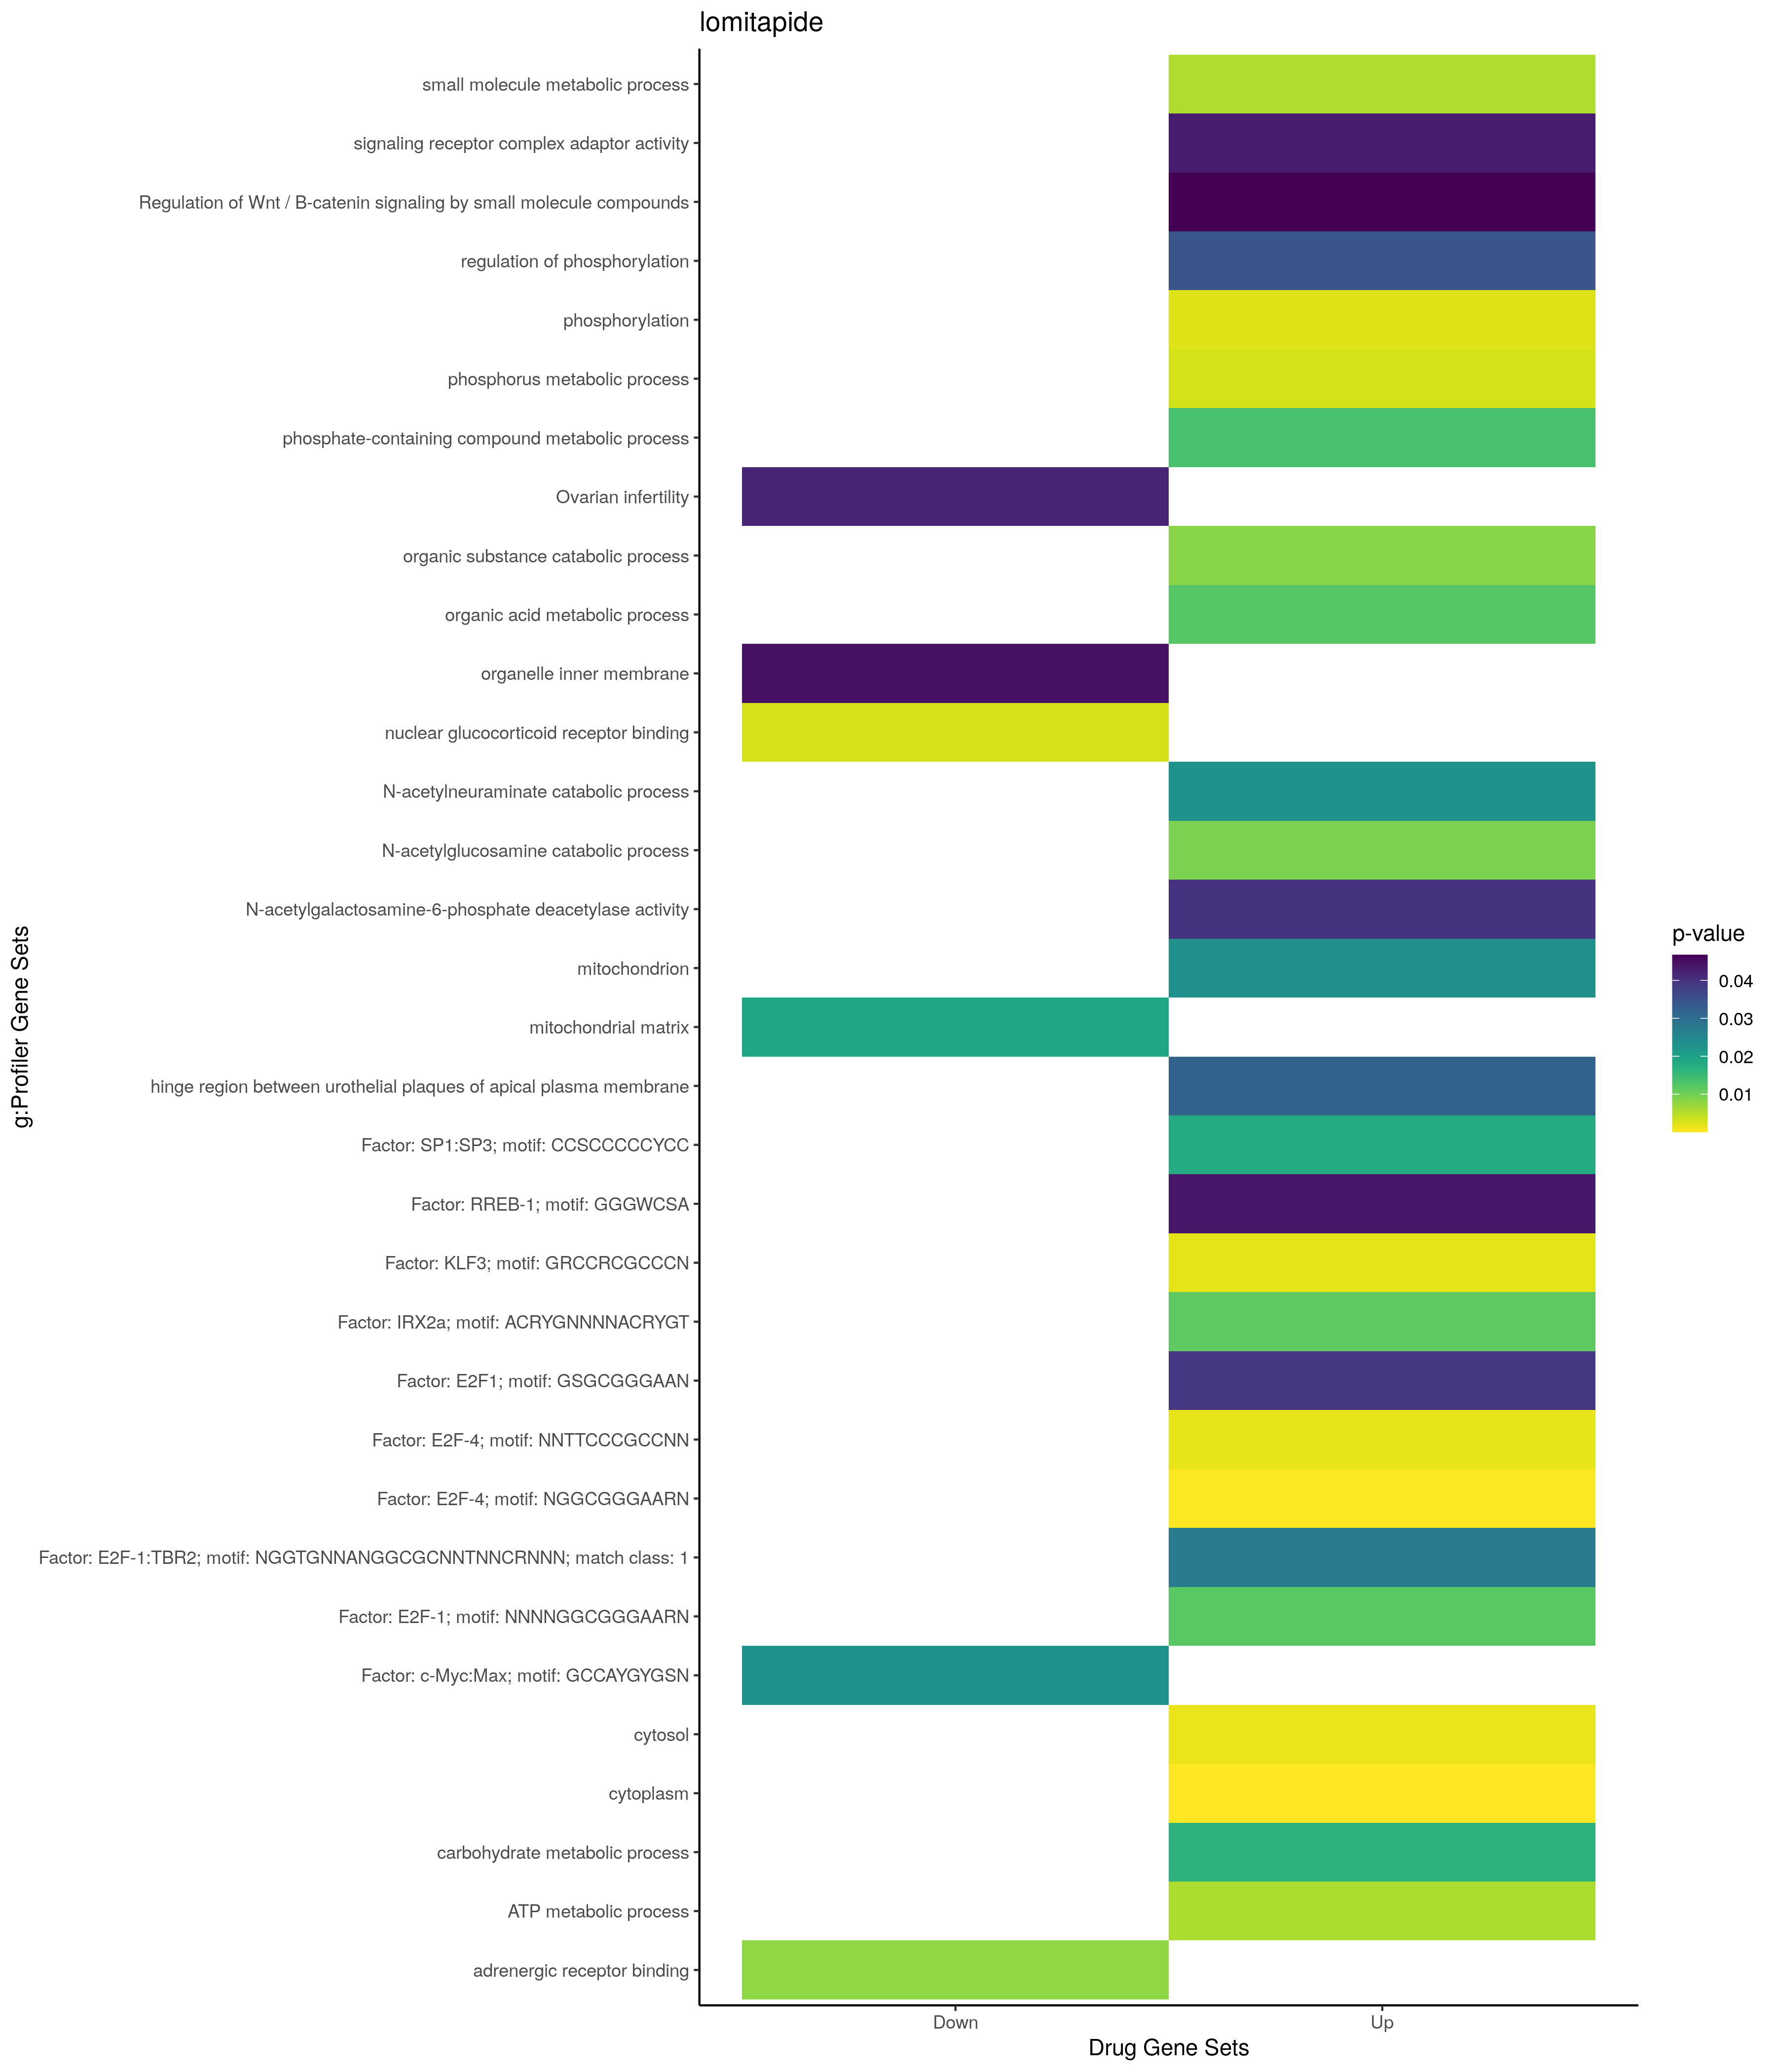 lomitapide
small molecule metabolic process
signaling receptor complex adaptor activity
Regulation of Wnt / B-catenin signaling by small molecule compounds
regulation of phosphorylation
phosphorylation
phosphorus metabolic process
phosphate-containing compound metabolic process
Ovarian infertility
organic substance catabolic process
organic acid metabolic process
organelle inner membrane
nuclear glucocorticoid receptor binding
N-acetylneuraminate catabolic process
N-acetylglucosamine catabolic process
N-acetylgalactosamine-6-phosphate deacetylase activity
mitochondrion
mitochondrial matrix
hinge region between urothelial plaques of apical plasma membrane
Factor: SP1:SP3; motif: CCSCCCCCYCC
Factor: RREB-1; motif: GGGWCSA
Factor: KLF3; motif: GRCCRCGCCCN
Factor: IRX2a; motif: ACRYGNNNNACRYGT
Factor: E2F1; motif: GSGCGGGAAN
Factor: E2F-4; motif: NNTTCCCGCCNN
Factor: E2F-4; motif: NGGCGGGAARN
Factor: E2F-1:TBR2; motif: NGGTGNNANGGCGCNNTNNCRNNN; match class: 1
Factor: E2F-1; motif: NNNNGGCGGGAARN
Factor: c-Myc:Max; motif: GCCAYGYGSN
cytosol
cytoplasm
carbohydrate metabolic process
ATP metabolic process
adrenergic receptor binding
g:Profiler Gene Sets
Down
Up
Drug Gene Sets
p-value
0.04
0.03
0.02
0.01